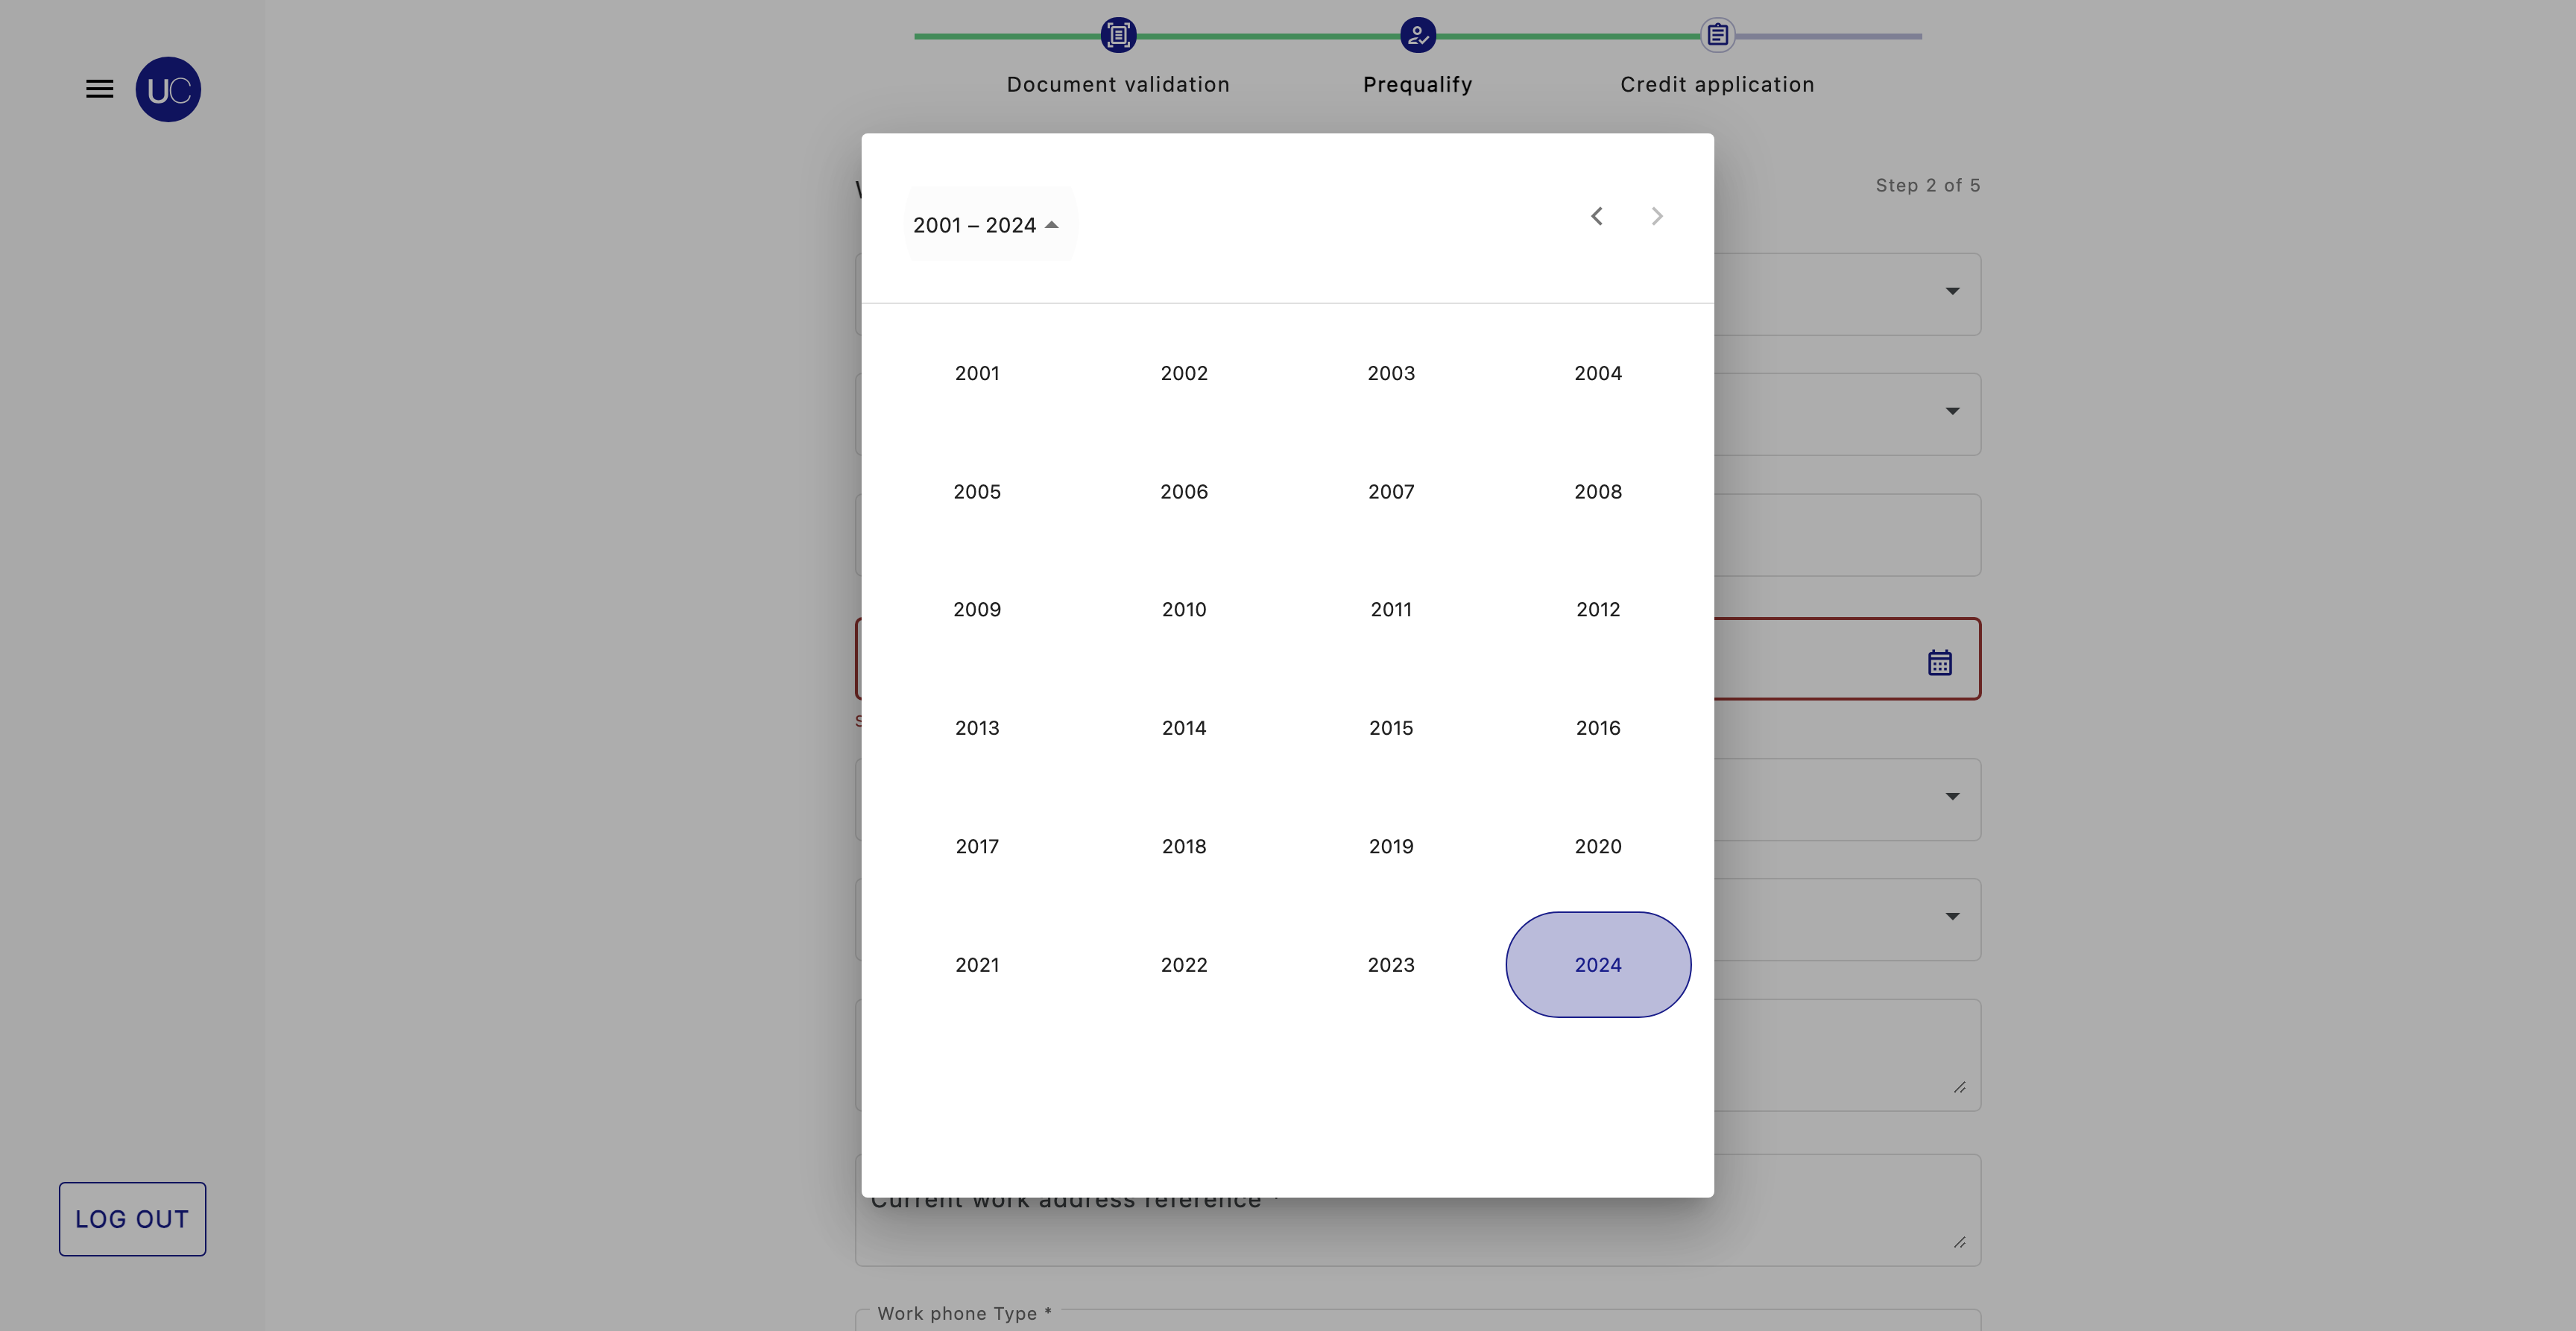 UC
Document validation
Prequalify
Credit application
Step 2 of 5
2001 – 2024
2001 2002 2003 2004
2005 2006 2007 2008
2009 2010 2011 2012
2013 2014 2015 2016
2017 2018 2019 2020
2021 2022 2023 2024
Current work address reference *
LOG OUT
Work phone Type *